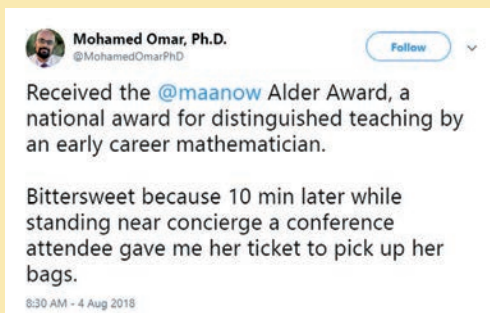 Mohamed Omar, Ph.D.
@MohamedOmarPhD
Follow
Received the @maanow Alder Award, a
national award for distinguished teaching by
an early career mathematician.
Bittersweet because 10 min later while
standing near concierge a conference
attendee gave me her ticket to pick up her
bags.
8:30 AM - 4 Aug 2018